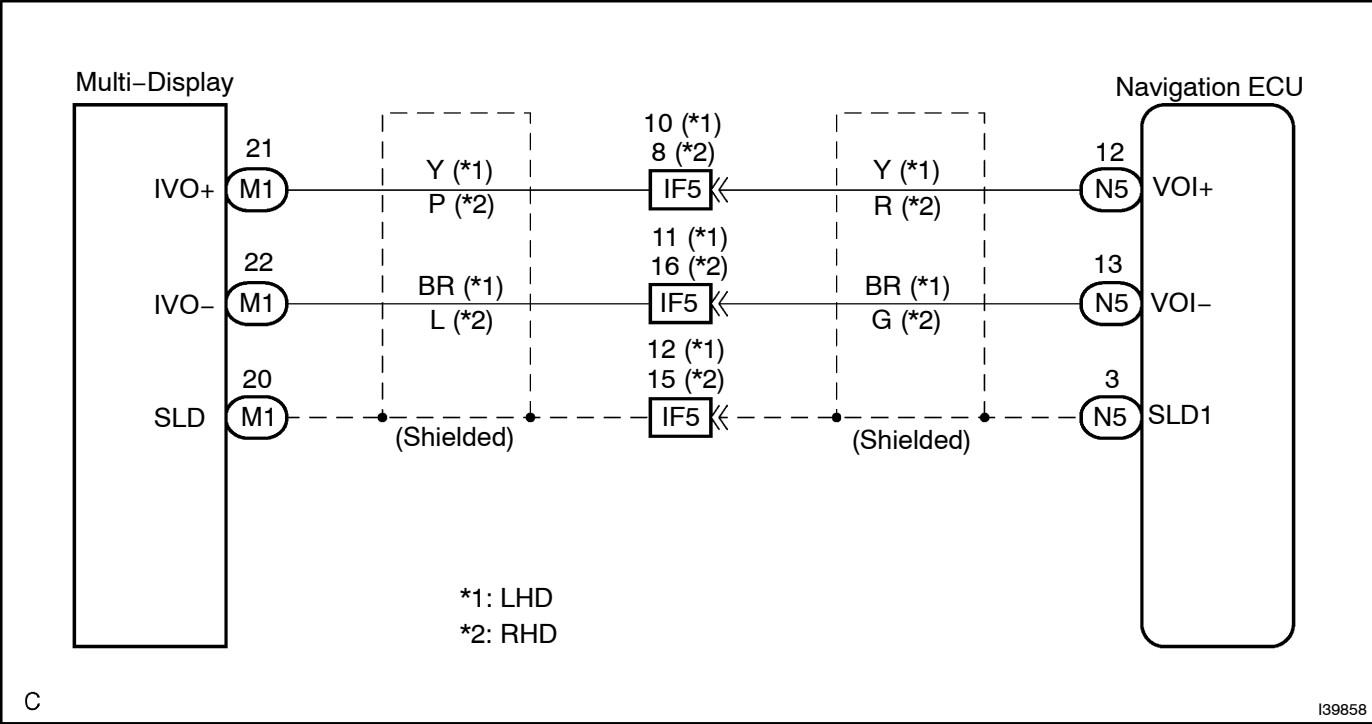 Multi−Display
Navigation ECU
10 (*1)
21
8 (*2)
12
Y (*1)
Y (*1)
IVO+
M1
IF5
N5
VOI+
P (*2)
R (*2)
11 (*1)
22
16 (*2)
13
BR (*1)
BR (*1)
IVO−
M1
IF5
N5
VOI−
L (*2)
G (*2)
12 (*1)
20
15 (*2)
3
SLD
M1
IF5
N5
SLD1
(Shielded)
(Shielded)
*1: LHD
*2: RHD
C
I39858